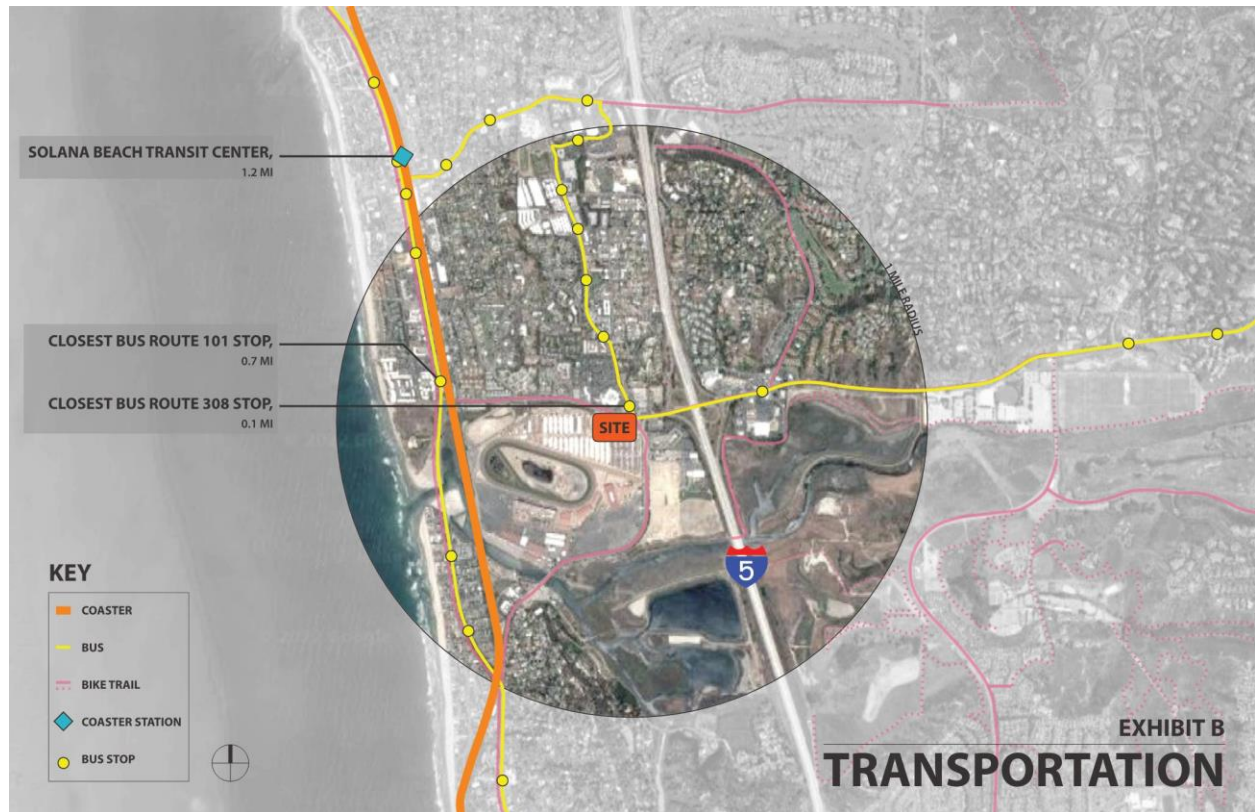 SOLANA BEACH TRANSIT CENTER,
1.2 MI
1 MILE RADIUS
CLOSEST BUS ROUTE 101 STOP,
0.7 MI
CLOSEST BUS ROUTE 308 STOP,
0.1 MI
SITE
5
KEY
COASTER
BUS
BIKE TRAIL
COASTER STATION
BUS STOP
EXHIBIT B
TRANSPORTATION